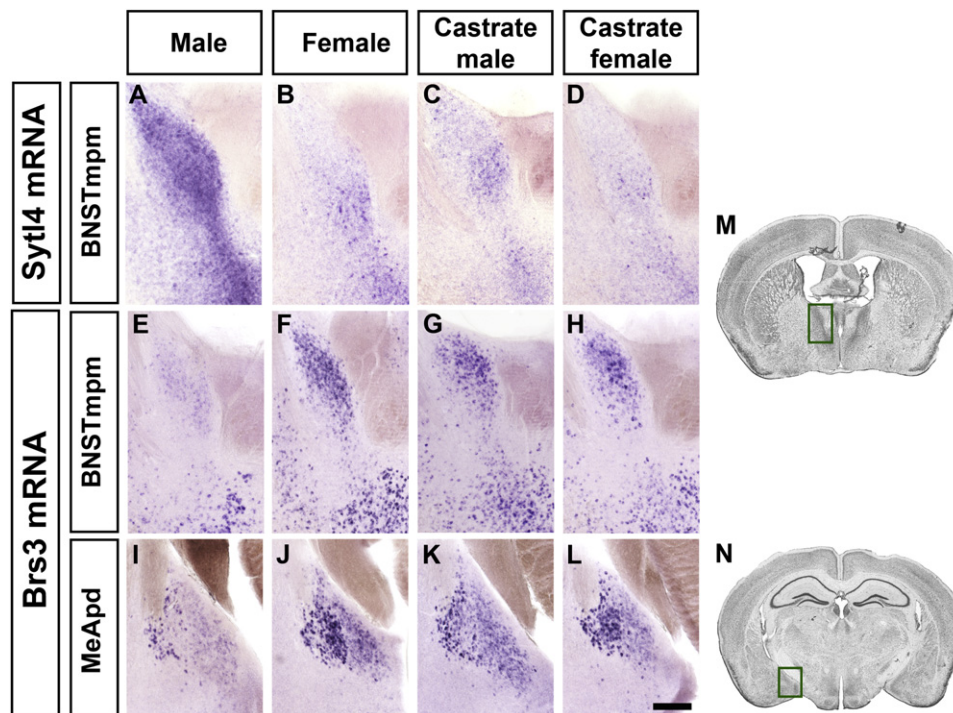 Male
Female
Castrate
male
Castrate
female
Sytl4 mRNA
BNSTmpm
A
B
C
D
M
Brs3 mRNA
BNSTmpm
E
F
G
H
MeApd
I
J
K
L
N